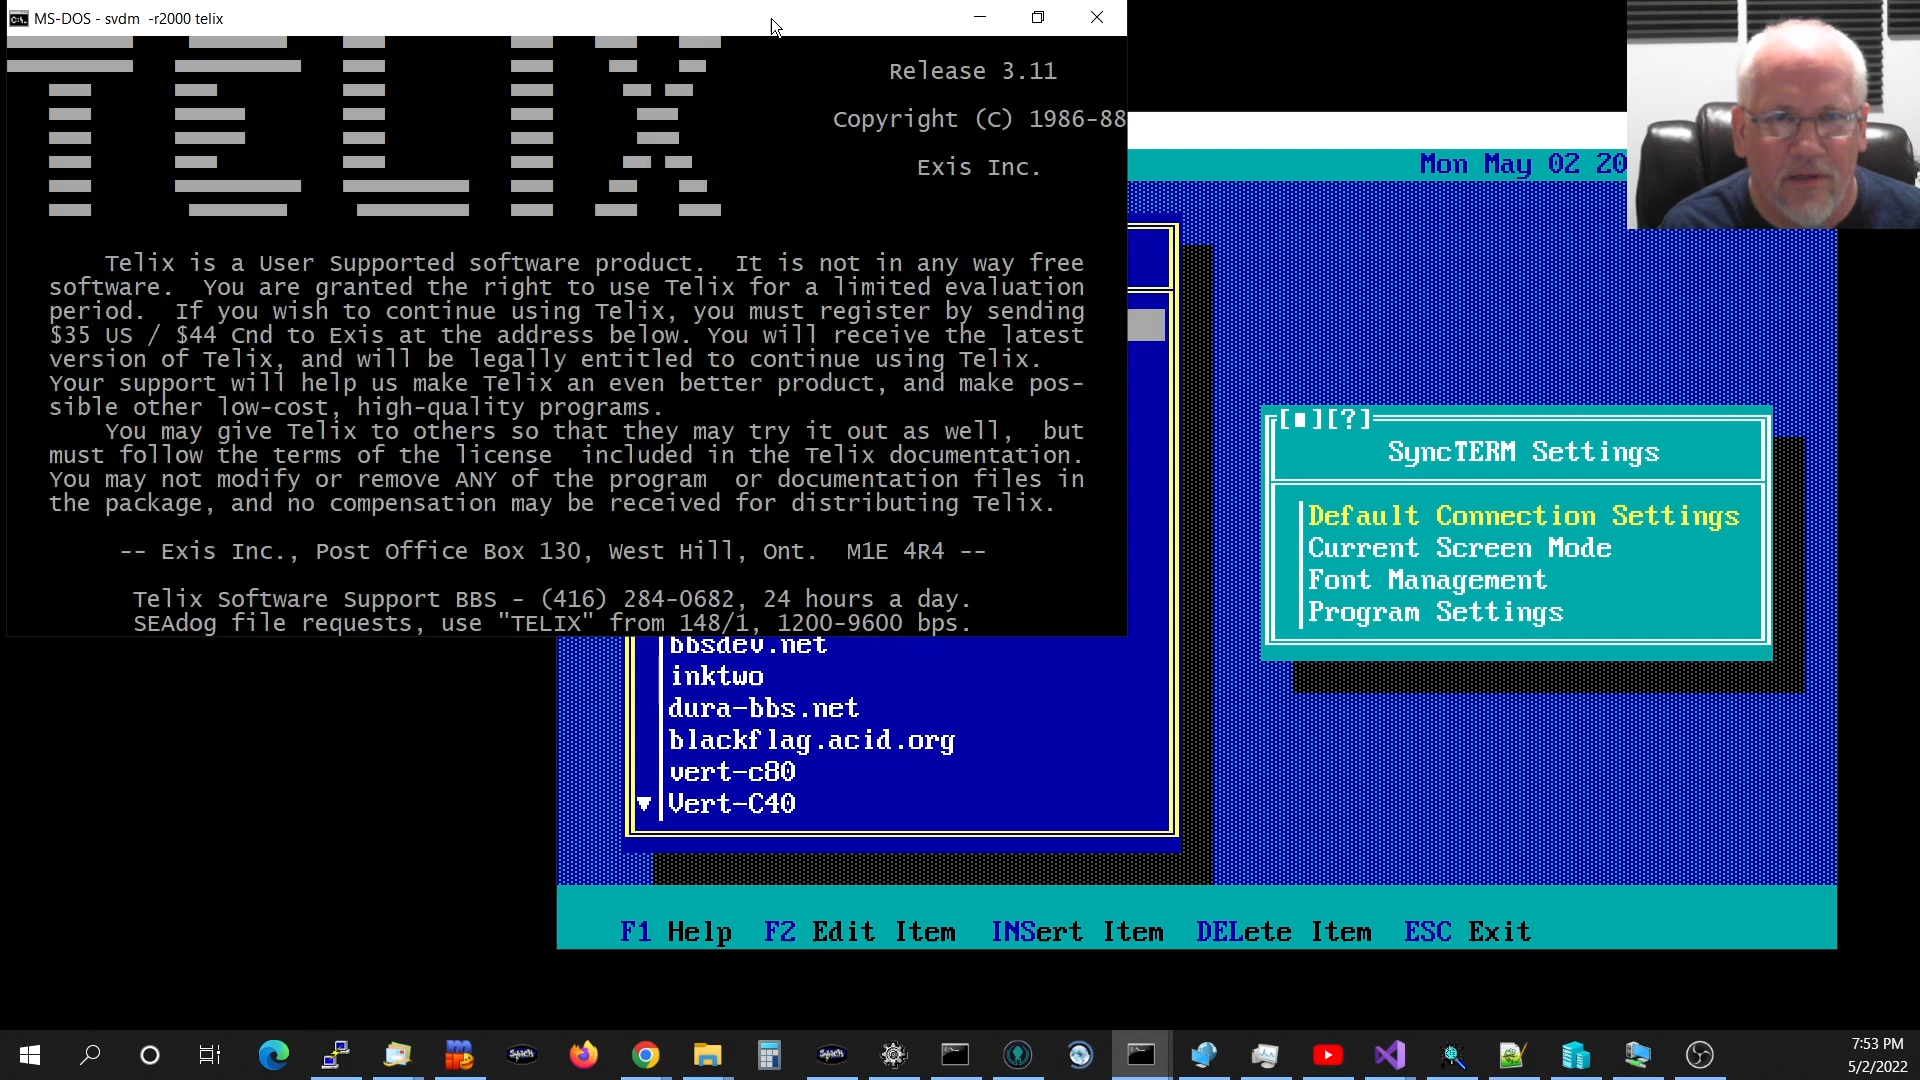 MS-DOS - svdm  -r2000 telix
TELIX
Release 3.11
Copyright (C) 1986-88
Exis Inc.
Telix is a User Supported software product.  It is not in any way free
software.  You are granted the right to use Telix for a limited evaluation
period.  If you wish to continue using Telix, you must register by sending
$35 US / $44 Cnd to Exis at the address below. You will receive the latest
version of Telix, and will be legally entitled to continue using Telix.
Your support will help us make Telix an even better product, and make pos-
sible other low-cost, high-quality programs.
You may give Telix to others so that they may try it out as well,  but
must follow the terms of the license  included in the Telix documentation.
You may not modify or remove ANY of the program  or documentation files in
the package, and no compensation may be received for distributing Telix.
-- Exis Inc., Post Office Box 130, West Hill, Ont.  M1E 4R4 --
Telix Software Support BBS - (416) 284-0682, 24 hours a day.
SEAdog file requests, use "TELIX" from 148/1, 1200-9600 bps.
Mon May 02 20
[■][?]
SyncTERM Settings
Default Connection Settings
Current Screen Mode
Font Management
Program Settings
bbsdev.net
inktwo
dura-bbs.net
blackflag.acid.org
vert-c80
Vert-C40
F1 Help  F2 Edit Item  INSert Item  DELete Item  ESC Exit
7:53 PM
5/2/2022